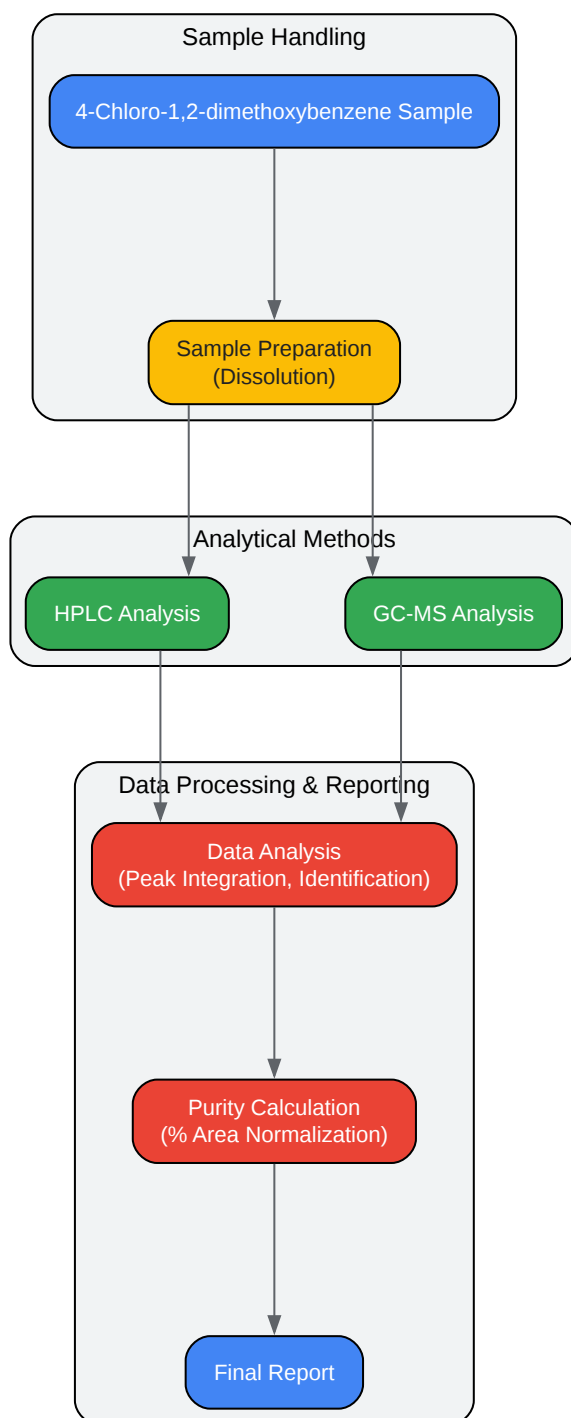 Sample Handling
4-Chloro-1,2-dimethoxybenzene Sample
Sample Preparation
(Dissolution)
Analytical Methods
HPLC Analysis
GC-MS Analysis
Data Processing & Reporting
Data Analysis
(Peak Integration, Identification)
Purity Calculation
(% Area Normalization)
Final Report